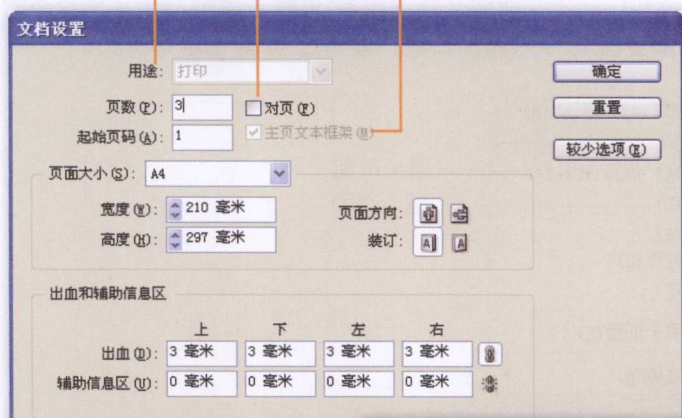 文档设置
用途: 打印
确定
页数(P): 3 对页(F)
重置
起始页码(A): 1 主页文本框架(M)
较少选项(E)
页面大小(S): A4
宽度(W): 210 毫米 页面方向:
高度(H): 297 毫米 装订: A A
出血和辅助信息区
上 下 左 右
出血(D): 3 毫米 3 毫米 3 毫米 3 毫米
辅助信息区(U): 0 毫米 0 毫米 0 毫米 0 毫米